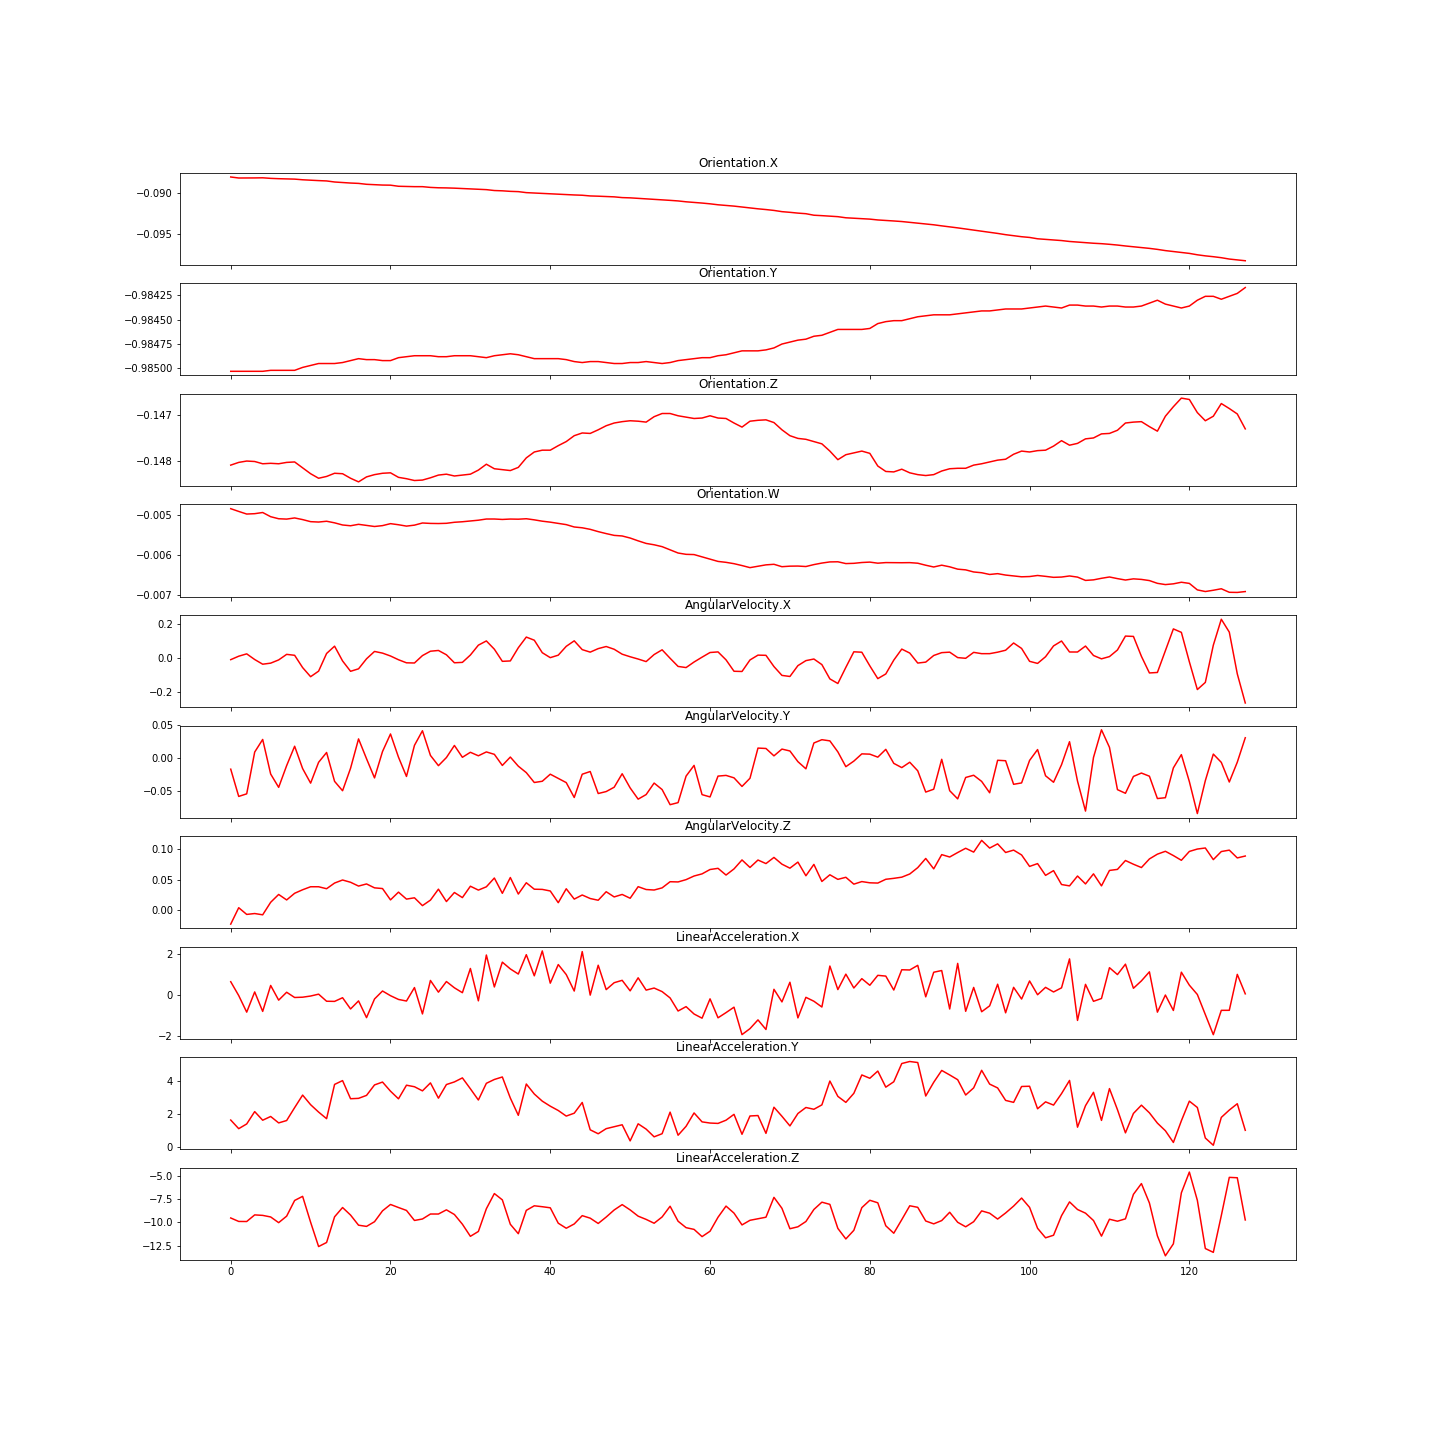 Orientation.X
−0.090
−0.095
Orientation.Y
−0.98425
−0.98450
−0.98475
−0.98500
Orientation.Z
−0.147
−0.148
Orientation.W
−0.005
−0.006
−0.007
AngularVelocity.X
0.2
0.0
−0.2
AngularVelocity.Y
0.05
0.00
−0.05
AngularVelocity.Z
0.10
0.05
0.00
LinearAcceleration.X
2
0
−2
LinearAcceleration.Y
4
2
0
LinearAcceleration.Z
−5.0
−7.5
−10.0
−12.5
0 20 40 60 80 100 120